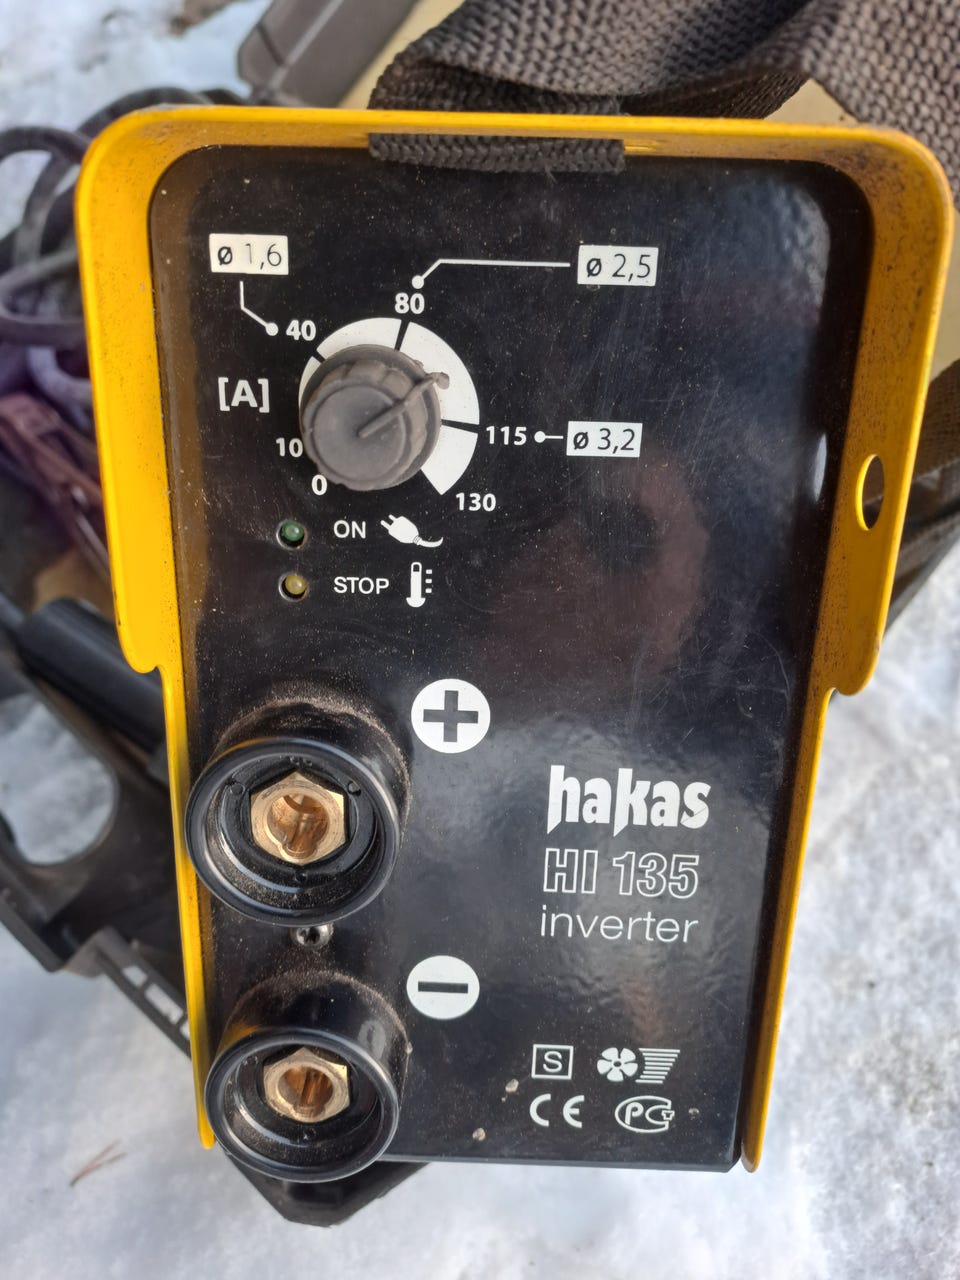 ø 1,6
ø 2,5
80
40
[A]
115
ø 3,2
10
0
130
ON
STOP
+
−
hakas
HI 135
inverter
S
CE
PCT